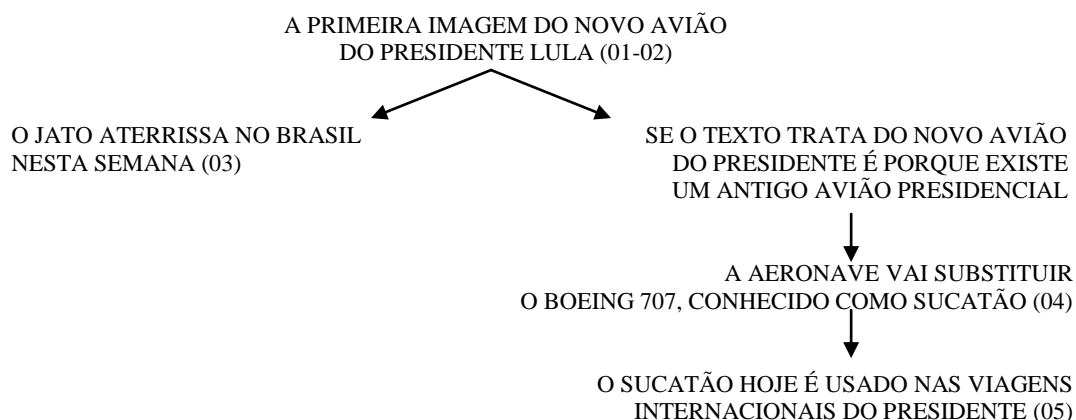 A PRIMEIRA IMAGEM DO NOVO AVIÃO
DO PRESIDENTE LULA (01-02)
O JATO ATERRISSA NO BRASIL
NESTA SEMANA (03)
SE O TEXTO TRATA DO NOVO AVIÃO
DO PRESIDENTE É PORQUE EXISTE
UM ANTIGO AVIÃO PRESIDENCIAL
A AERONAVE VAI SUBSTITUIR
O BOEING 707, CONHECIDO COMO SUCATÃO (04)
O SUCATÃO HOJE É USADO NAS VIAGENS
INTERNACIONAIS DO PRESIDENTE (05)